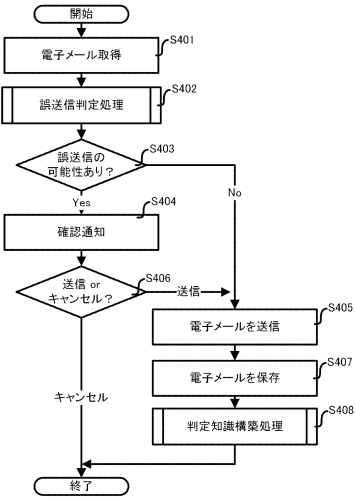 開始
S401
電子メール取得
S402
誤送信判定処理
S403
誤送信の
可能性あり？
Yes
No
S404
確認通知
S406
送信 or
キャンセル？
送信
S405
電子メールを送信
S407
電子メールを保存
キャンセル
S408
判定知識構築処理
終了